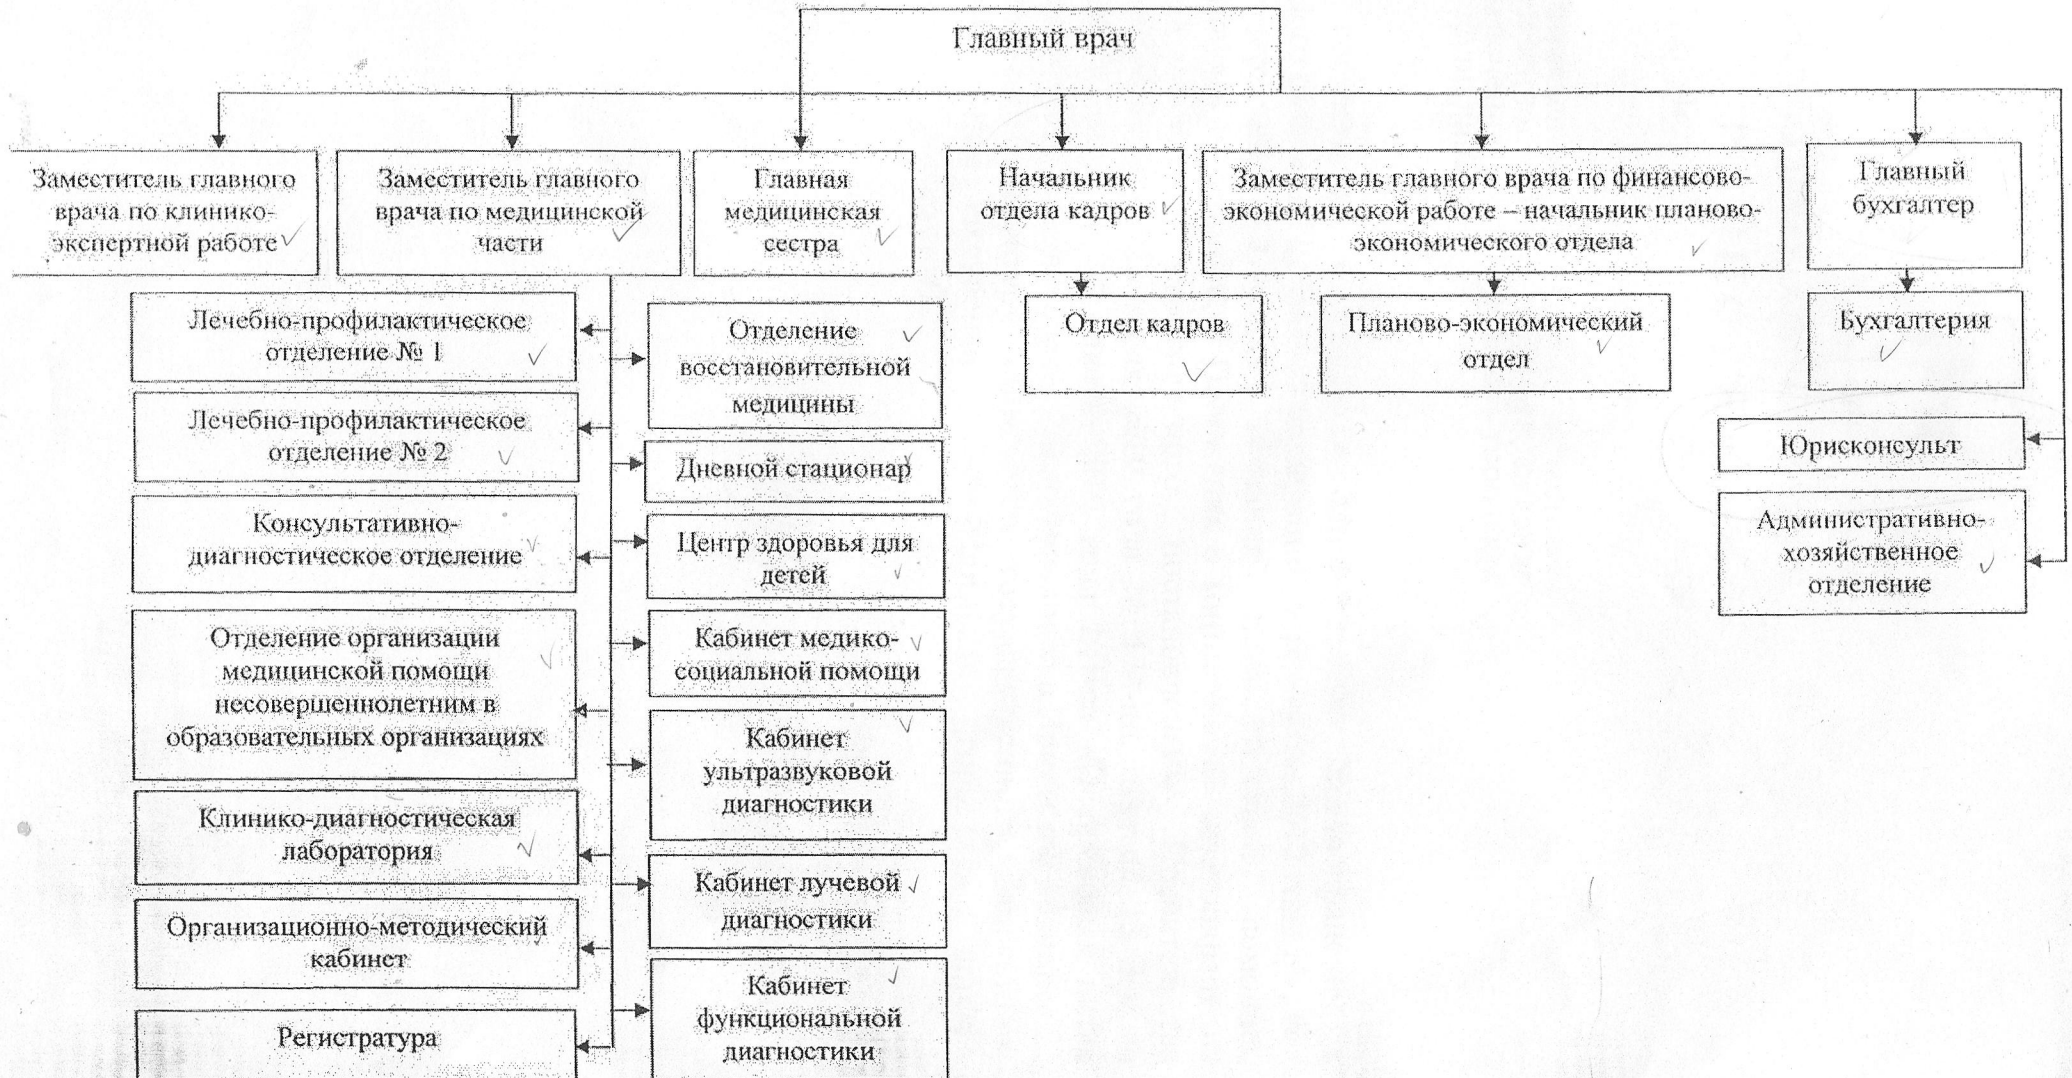 Главный врач
Заместитель главного
врача по клинико-
экспертной работе
Заместитель главного
врача по медицинской
части
Главная
медицинская
сестра
Начальник
отдела кадров
Заместитель главного врача по финансово-
экономической работе – начальник планово-
экономического отдела
Главный
бухгалтер
Лечебно-профилактическое
отделение № 1
Лечебно-профилактическое
отделение № 2
Консультативно-
диагностическое отделение
Отделение организации
медицинской помощи
несовершеннолетним в
образовательных организациях
Клинико-диагностическая
лаборатория
Организационно-методический
кабинет
Регистратура
Отделение
восстановительной
медицины
Дневной стационар
Центр здоровья для
детей
Кабинет медико-
социальной помощи
Кабинет
ультразвуковой
диагностики
Кабинет лучевой
диагностики
Кабинет
функциональной
диагностики
Отдел кадров
Планово-экономический
отдел
Бухгалтерия
Юрисконсульт
Административно-
хозяйственное
отделение